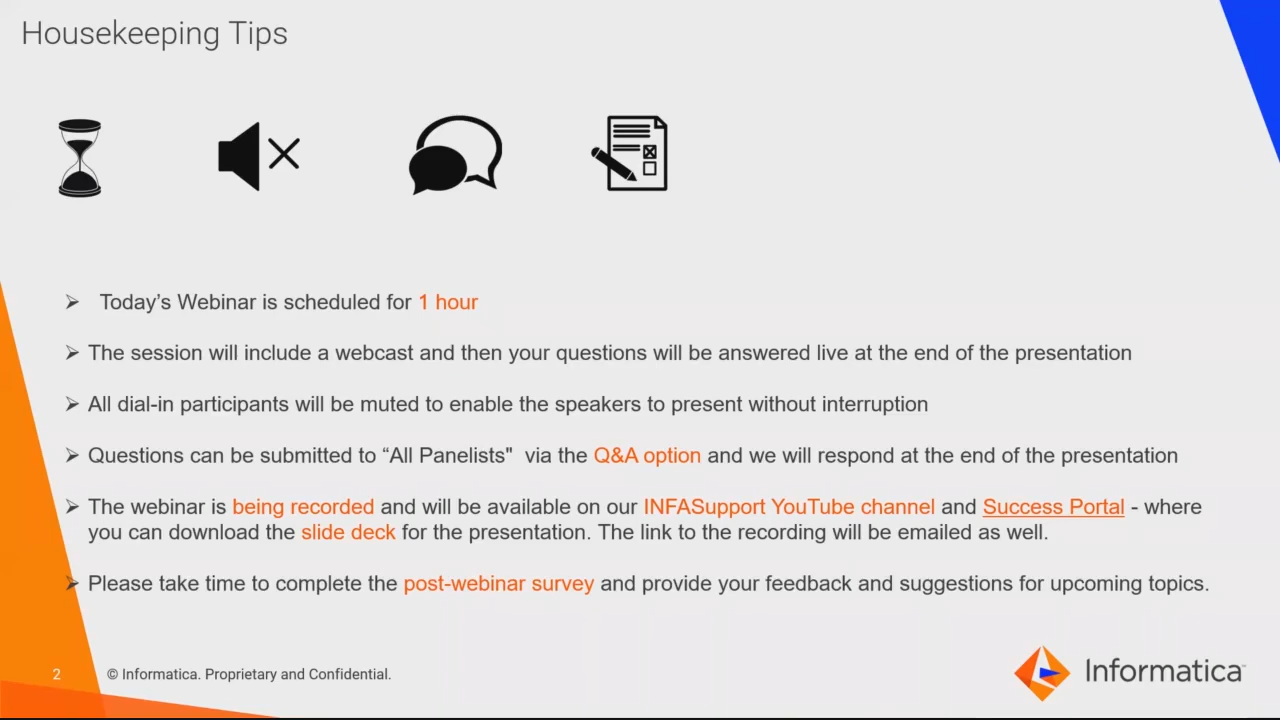 Housekeeping Tips
➢ Today’s Webinar is scheduled for 1 hour
➢ The session will include a webcast and then your questions will be answered live at the end of the presentation
➢ All dial-in participants will be muted to enable the speakers to present without interruption
➢ Questions can be submitted to “All Panelists" via the Q&A option and we will respond at the end of the presentation
➢ The webinar is being recorded and will be available on our INFASupport YouTube channel and Success Portal - where
you can download the slide deck for the presentation. The link to the recording will be emailed as well.
➢ Please take time to complete the post-webinar survey and provide your feedback and suggestions for upcoming topics.
2 © Informatica. Proprietary and Confidential.
Informatica™